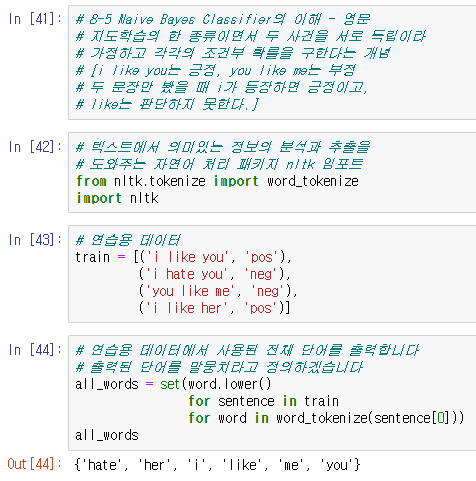 In [41]:
# 8-5 Naive Bayes Classifier의 이해 - 영문
# 지도학습의 한 종류이면서 두 사건을 서로 독립이라
# 가정하고 각각의 조건부 확률을 구한다는 개념
# [i like you는 긍정, you like me는 부정
# 두 문장만 봤을 때 i가 등장하면 긍정이고,
# like는 판단하지 못한다.]
In [42]:
# 텍스트에서 의미있는 정보의 분석과 추출을
# 도와주는 자연어 처리 패키지 nltk 임포트
from nltk.tokenize import word_tokenize
import nltk
In [43]:
# 연습용 데이터
train = [('i like you', 'pos'),
('i hate you', 'neg'),
('you like me', 'neg'),
('i like her', 'pos')]
In [44]:
# 연습용 데이터에서 사용된 전체 단어를 출력합니다
# 출력된 단어를 말뭉치라고 정의하겠습니다
all_words = set(word.lower()
for sentence in train
for word in word_tokenize(sentence[0]))
all_words
Out[44]: {'hate', 'her', 'i', 'like', 'me', 'you'}